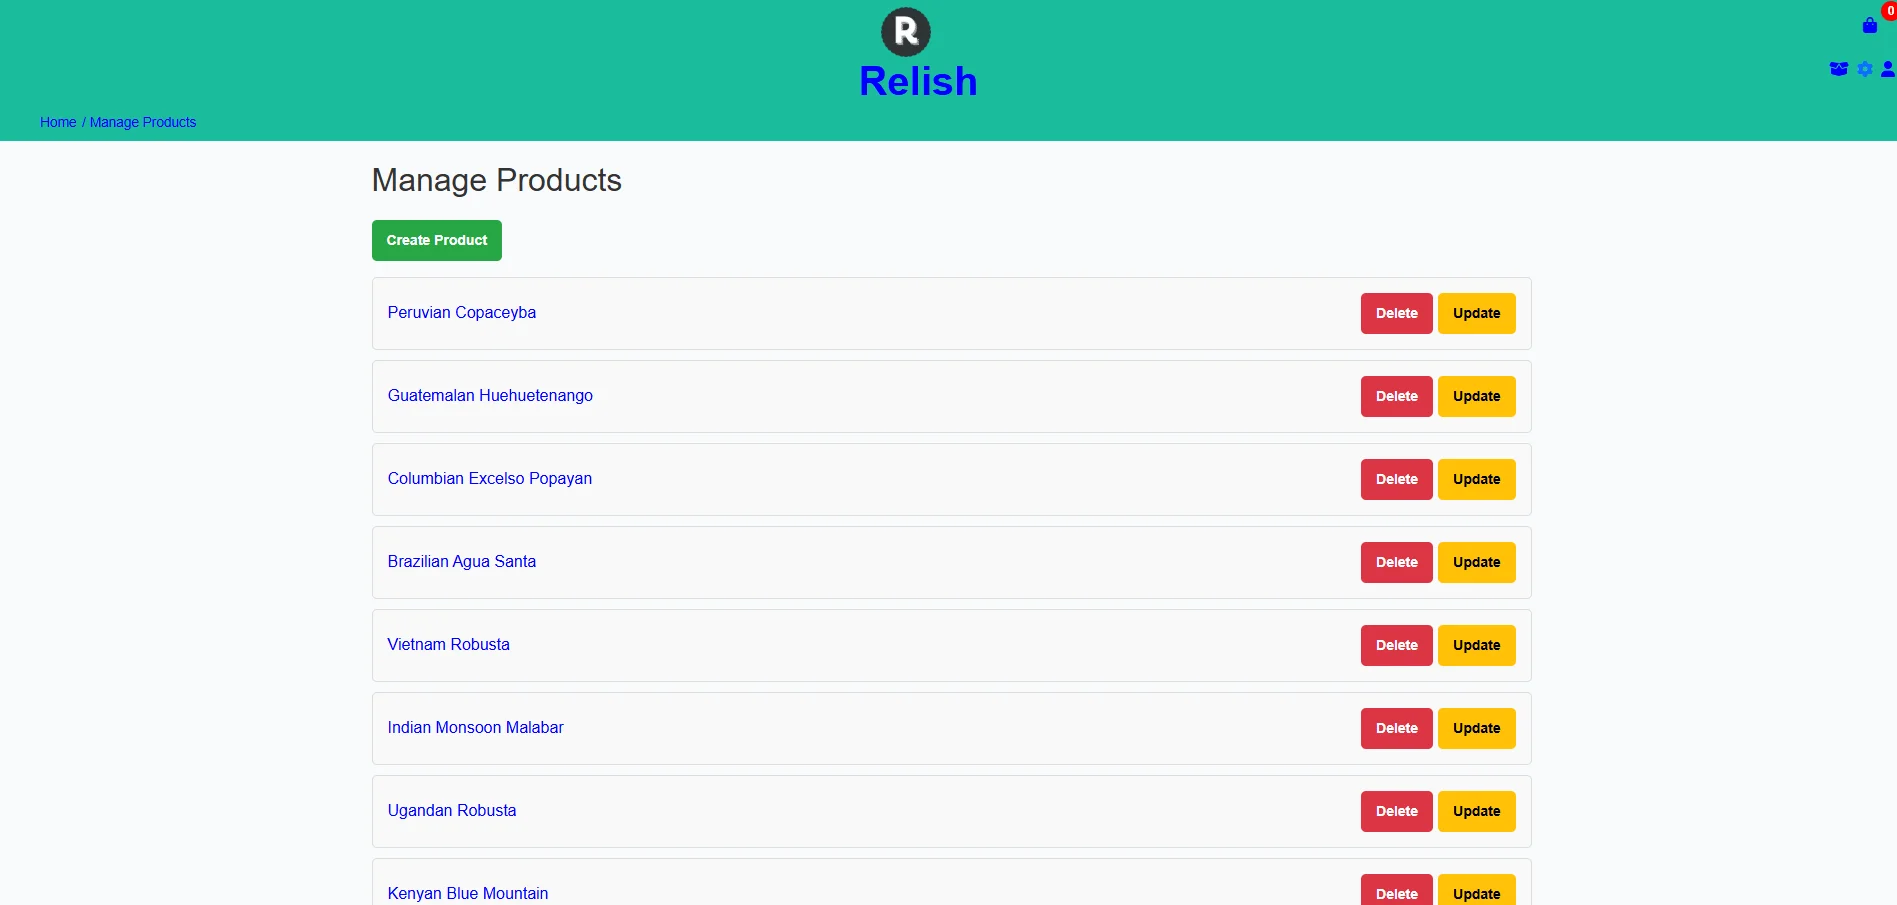 0
R
Relish
Home / Manage Products
Manage Products
Create Product
Peruvian Copaceyba Delete Update
Guatemalan Huehuetenango Delete Update
Columbian Excelso Popayan Delete Update
Brazilian Agua Santa Delete Update
Vietnam Robusta Delete Update
Indian Monsoon Malabar Delete Update
Ugandan Robusta Delete Update
Kenyan Blue Mountain Delete Update